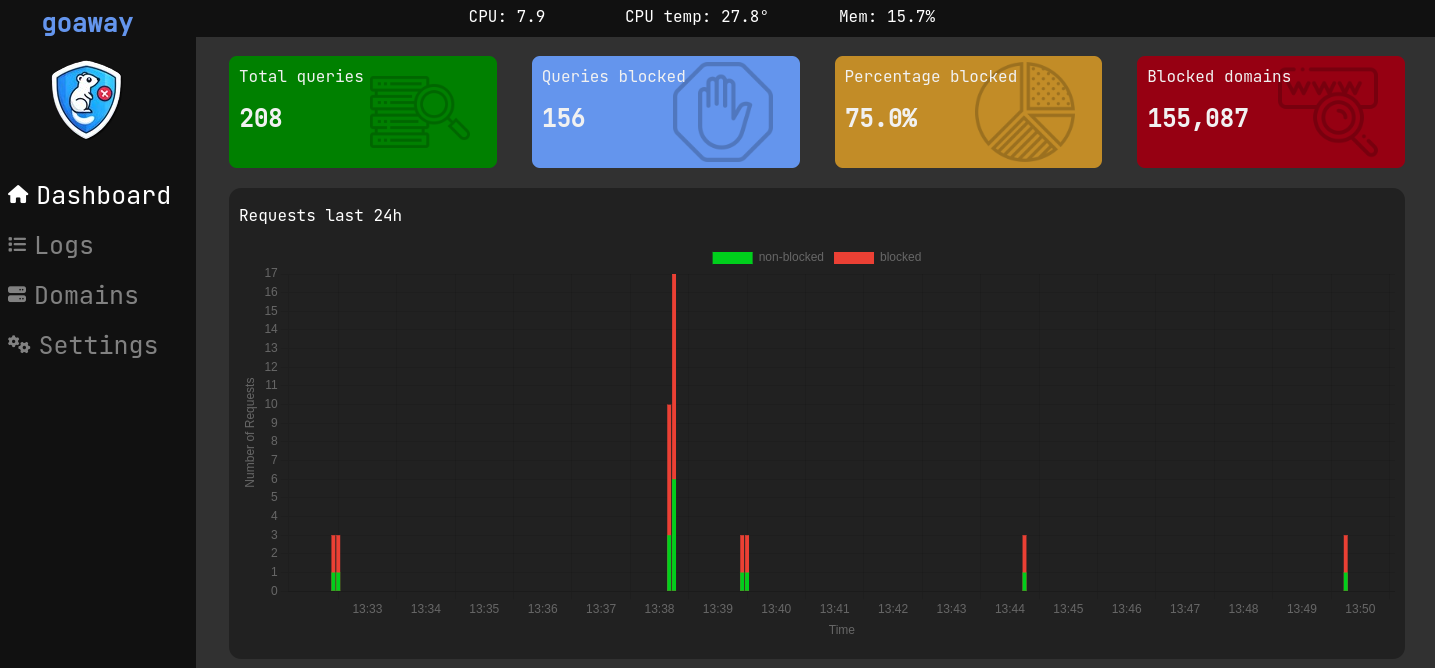 goaway
CPU: 7.9 CPU temp: 27.8° Mem: 15.7%
Dashboard
Logs
Domains
Settings
Total queries
208
Queries blocked
156
Percentage blocked
75.0%
Blocked domains
155,087
WWW
Requests last 24h
non-blocked blocked
Number of Requests
17
16
15
14
13
12
11
10
9
8
7
6
5
4
3
2
1
0
13:33 13:34 13:35 13:36 13:37 13:38 13:39 13:40 13:41 13:42 13:43 13:44 13:45 13:46 13:47 13:48 13:49 13:50
Time